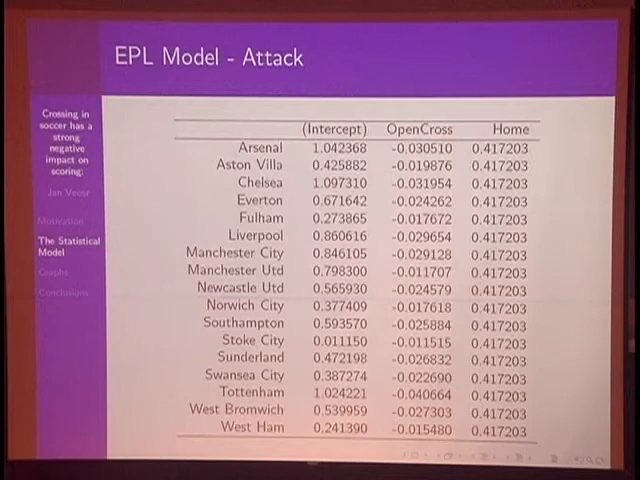 EPL Model - Attack
Crossing in
soccer has a
strong
negative
impact on
scoring:
Jan Vecer
Motivation
The Statistical
Model
Graphs
Conclusions
(Intercept) OpenCross Home
Arsenal 1.042368 -0.030510 0.417203
Aston Villa 0.425882 -0.019876 0.417203
Chelsea 1.097310 -0.031954 0.417203
Everton 0.671642 -0.024262 0.417203
Fulham 0.273865 -0.017672 0.417203
Liverpool 0.860616 -0.029654 0.417203
Manchester City 0.846105 -0.029128 0.417203
Manchester Utd 0.798300 -0.011707 0.417203
Newcastle Utd 0.565930 -0.024579 0.417203
Norwich City 0.377409 -0.017618 0.417203
Southampton 0.593570 -0.025884 0.417203
Stoke City 0.011150 -0.011515 0.417203
Sunderland 0.472198 -0.026832 0.417203
Swansea City 0.387274 -0.022690 0.417203
Tottenham 1.024221 -0.040664 0.417203
West Bromwich 0.539959 -0.027303 0.417203
West Ham 0.241390 -0.015480 0.417203